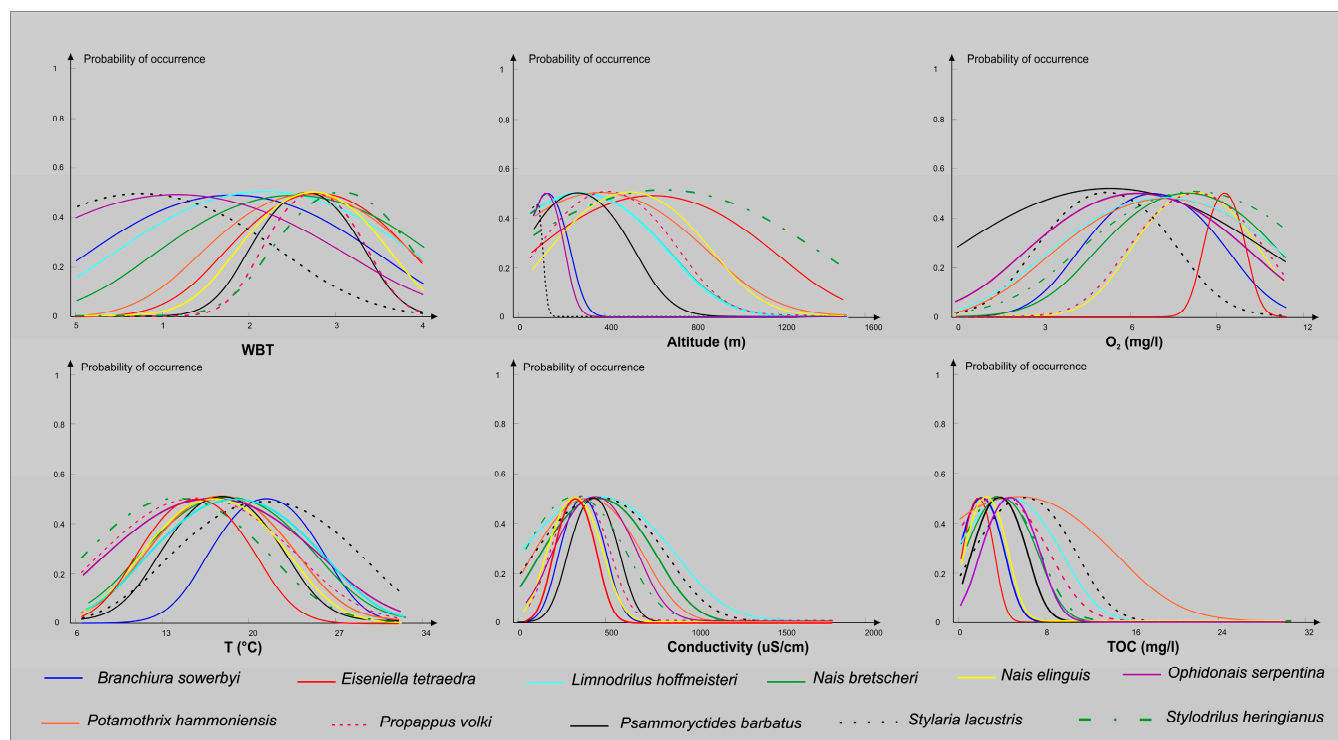 Probability of occurrence
1
0.8
0.6
0.4
0.2
0
5
1
2
3
4
WBT
Probability of occurrence
1
0.8
0.6
0.4
0.2
0
0
400
800
1200
1600
Altitude (m)
Probability of occurrence
1
0.8
0.6
0.4
0.2
0
0
3
6
9
12
O₂ (mg/l)
Probability of occurrence
1
0.8
0.6
0.4
0.2
0
6
13
20
27
34
T (°C)
Probability of occurrence
1
0.8
0.6
0.4
0.2
0
0
500
1000
1500
2000
Conductivity (uS/cm)
Probability of occurrence
1
0.8
0.6
0.4
0.2
0
0
8
16
24
32
TOC (mg/l)
Branchiura sowerbyi
Eiseniella tetraedra
Limnodrilus hoffmeisteri
Nais bretscheri
Nais elinguis
Ophidonais serpentina
Potamothrix hammoniensis
Propappus volki
Psammoryctides barbatus
Stylaria lacustris
Stylodrilus heringianus